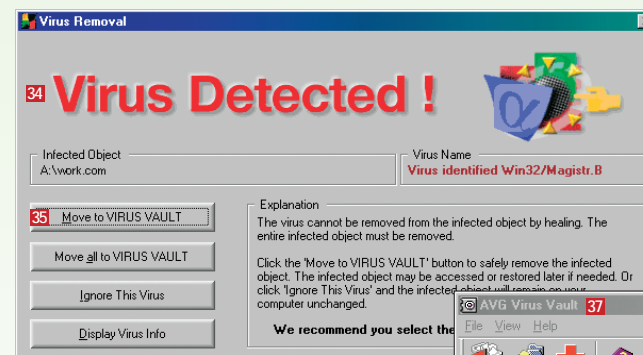 Virus Removal
34 Virus Detected !
Infected Object
A:\work.com
Virus Name
Virus identified Win32/Magistr.B
35 Move to VIRUS VAULT
Move all to VIRUS VAULT
Ignore This Virus
Display Virus Info
Explanation
The virus cannot be removed from the infected object by healing. The
entire infected object must be removed.
Click the 'Move to VIRUS VAULT' button to safely remove the infected
object. The infected object may be accessed or restored later if needed. Or
click 'Ignore This Virus' and the infected object will remain on your
computer unchanged.
We recommend you select the
AVG Virus Vault 37
File View Help